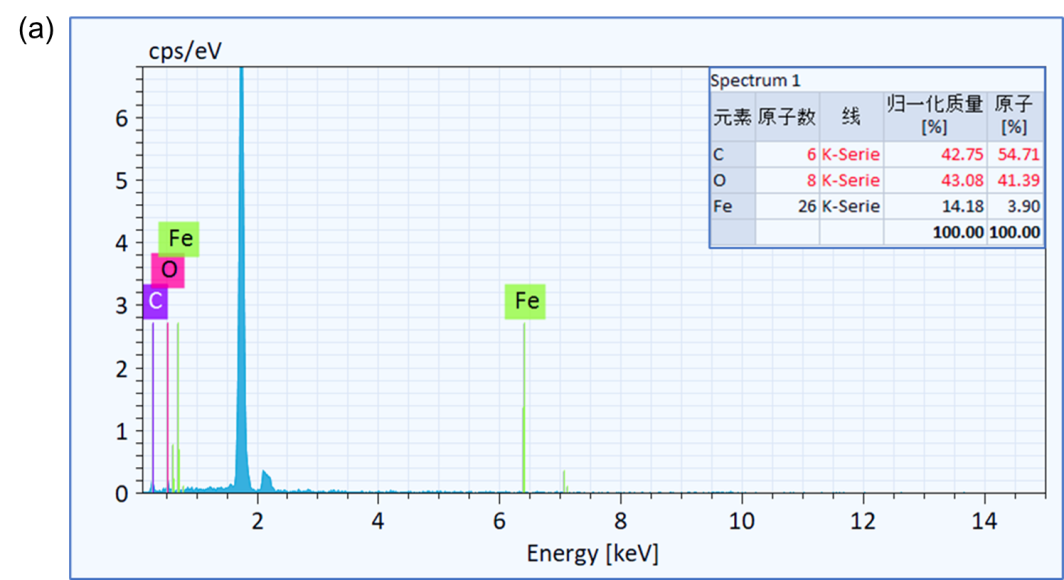 (a)
cps/eV
6
5
4
3
2
1
0
Fe
O
C
Fe
2 4 6 8 10 12 14
Energy [keV]
Spectrum 1
元素 原子数 线 归一化质量 [%] 原子 [%]
C 6 K-Serie 42.75 54.71
O 8 K-Serie 43.08 41.39
Fe 26 K-Serie 14.18 3.90
100.00 100.00